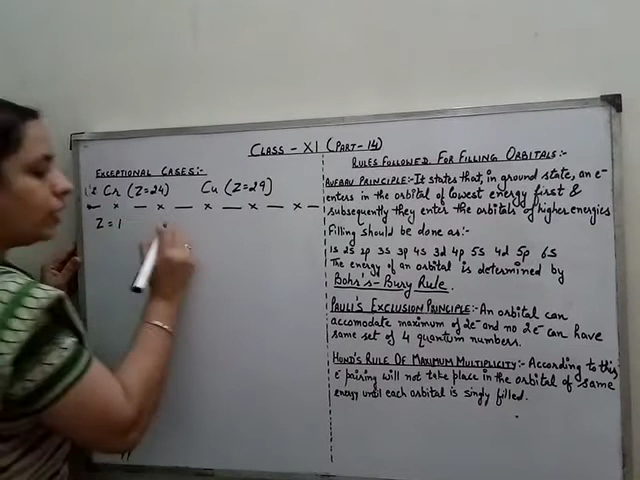 CLASS - XI (PART-14)
EXCEPTIONAL CASES:-
Cr (Z=24) Cu (Z=29)
Z = 1
RULES FOLLOWED FOR FILLING ORBITALS:-
AUFBAU PRINCIPLE:- It states that, in ground state, an e⁻
enters in the orbital of lowest energy first &
subsequently they enter the orbitals of higher energies
Filling should be done as:-
1s 2s 2p 3s 3p 4s 3d 4p 5s 4d 5p 6s
The energy of an orbital is determined by
Bohr's-Bury Rule.
PAULI'S EXCLUSION PRINCIPLE:- An orbital can
accomodate maximum of 2e⁻ and no 2e⁻ can have
same set of 4 quantum numbers.
HUND'S RULE OF MAXIMUM MULTIPLICITY:- According to this,
e⁻ pairing will not take place in the orbital of same
energy until each orbital is singly filled.